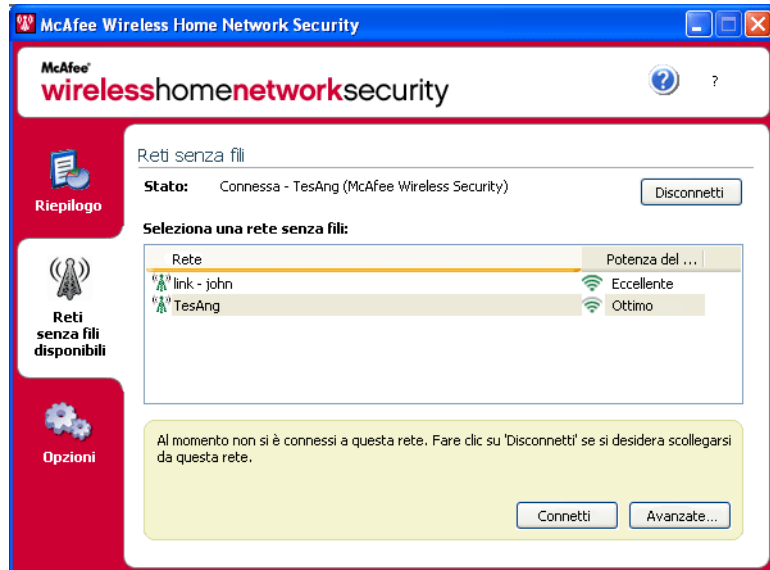 McAfee Wireless Home Network Security
McAfee
wirelesshomenetworksecurity
?
?
Riepilogo
Reti senza fili
Stato: Connessa - TesAng (McAfee Wireless Security)
Disconnetti
Seleziona una rete senza fili:
Rete Potenza del ...
link - john Eccellente
TesAng Ottimo
Reti
senza fili
disponibili
Opzioni
Al momento non si è connessi a questa rete. Fare clic su 'Disconnetti' se si desidera scollegarsi
da questa rete.
Connetti Avanzate...